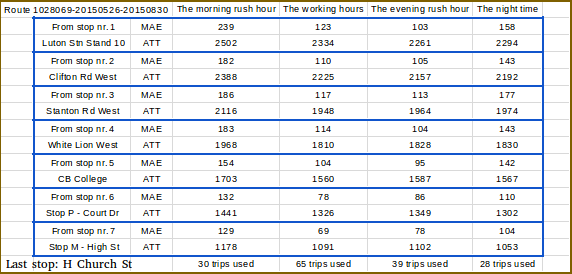 Route 1028069-20150526-20150830 The morning rush hour The working hours The evening rush hour The night time
From stop nr. 1 MAE 239 123 103 158
Luton Stn Stand 10 ATT 2502 2334 2261 2294
From stop nr. 2 MAE 182 110 105 143
Clifton Rd West ATT 2388 2225 2157 2192
From stop nr. 3 MAE 186 117 113 177
Stanton Rd West ATT 2116 1948 1964 1974
From stop nr. 4 MAE 183 114 104 143
White Lion West ATT 1968 1810 1828 1830
From stop nr. 5 MAE 154 104 95 142
CB College ATT 1703 1560 1587 1567
From stop nr. 6 MAE 132 78 86 110
Stop P - Court Dr ATT 1441 1326 1349 1302
From stop nr. 7 MAE 129 69 78 104
Stop M - High St ATT 1178 1091 1102 1053
Last stop: H Church St 30 trips used 65 trips used 39 trips used 28 trips used